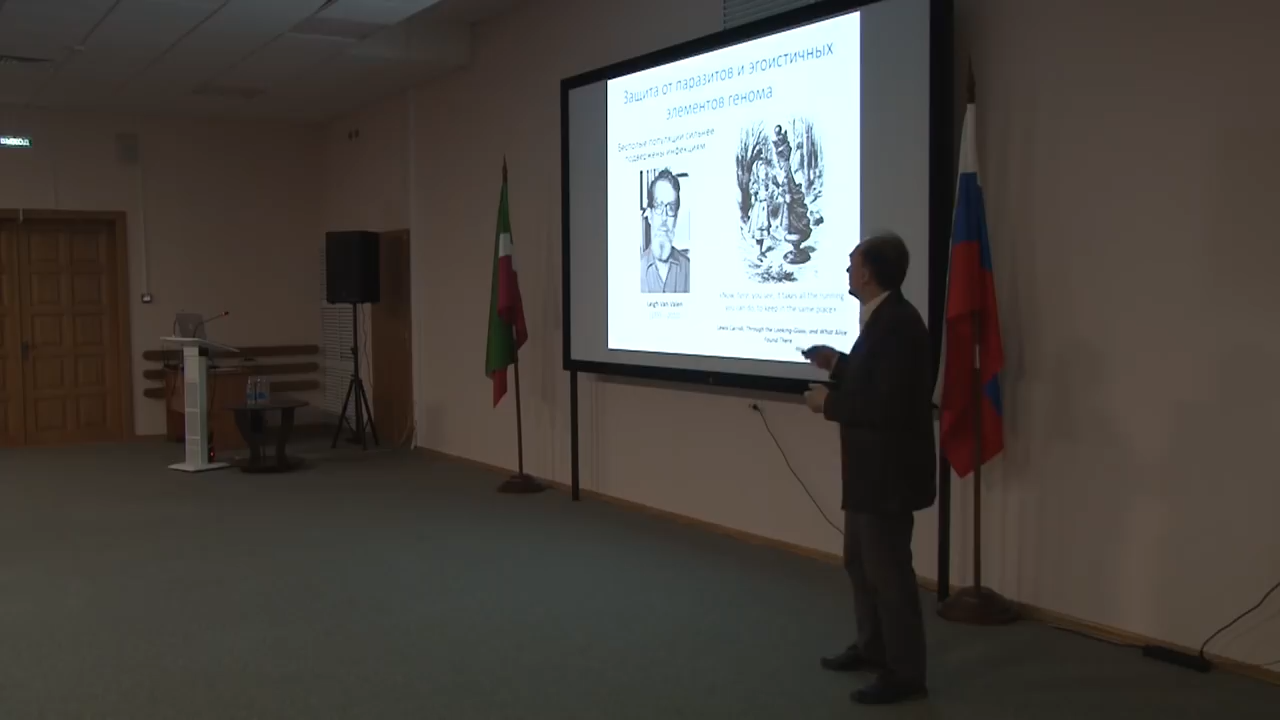 Защита от паразитов и эгоистичных
элементов генома
Бесполые популяции сильнее
подвержены инфекциям
Leigh Van Valen
«Now, here, you see, it takes all the running
you can do, to keep in the same place»
Lewis Carroll, Through the Looking-Glass, and What Alice
Found There
ВЫХОД